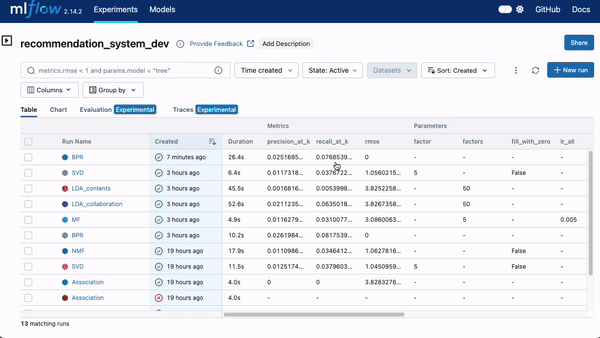 mlflow 2.14.2 Experiments Models GitHub Docs
recommendation_system_dev Provide Feedback Add Description Share
metrics.rmse < 1 and params.model = "tree" Time created State: Active Datasets Sort: Created + New run
Columns Group by
Table Chart Evaluation Experimental Traces Experimental
Metrics Parameters
Run Name Created Duration precision_at_k recall_at_k rmse factor factors fill_with_zero lr_all
BPR 7 minutes ago 26.4s 0.0251685... 0.0768539... 0 - - - -
SVD 3 hours ago 6.4s 0.0117318... 0.0376722... 1.0560215... 5 - False -
LDA_contents 3 hours ago 45.5s 0.0016816... 0.0053998... 3.8252258... - 50 - -
LDA_collaboration 3 hours ago 52.6s 0.0211235... 0.0635018... 3.8267358... - 50 - -
MF 3 hours ago 4.9s 0.0116279... 0.0310077... 3.0860063... - 5 - 0.005
BPR 3 hours ago 10.2s 0.0261984... 0.0817539... 0 - - - -
NMF 19 hours ago 17.9s 0.0110986... 0.0346412... 1.0627816... - - False -
SVD 19 hours ago 11.5s 0.0125174... 0.0379603... 1.0450959... 5 - False -
Association 19 hours ago 4.0s 0 0 3.8283276... - - - -
Association 19 hours ago 4.0s - - - - - - -
13 matching runs